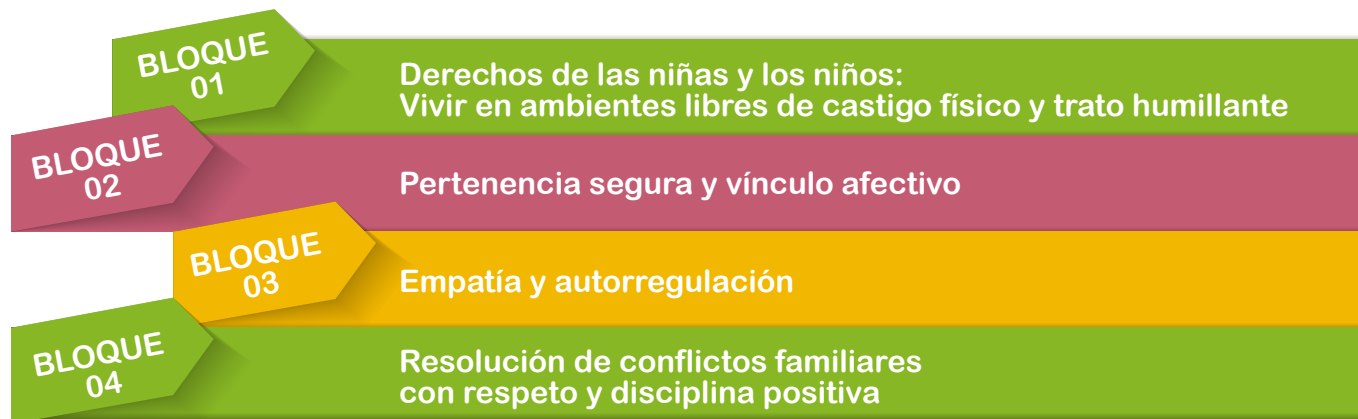 BLOQUE
01
Derechos de las niñas y los niños:
Vivir en ambientes libres de castigo físico y trato humillante
BLOQUE
02
Pertenencia segura y vínculo afectivo
BLOQUE
03
Empatía y autorregulación
BLOQUE
04
Resolución de conflictos familiares
con respeto y disciplina positiva